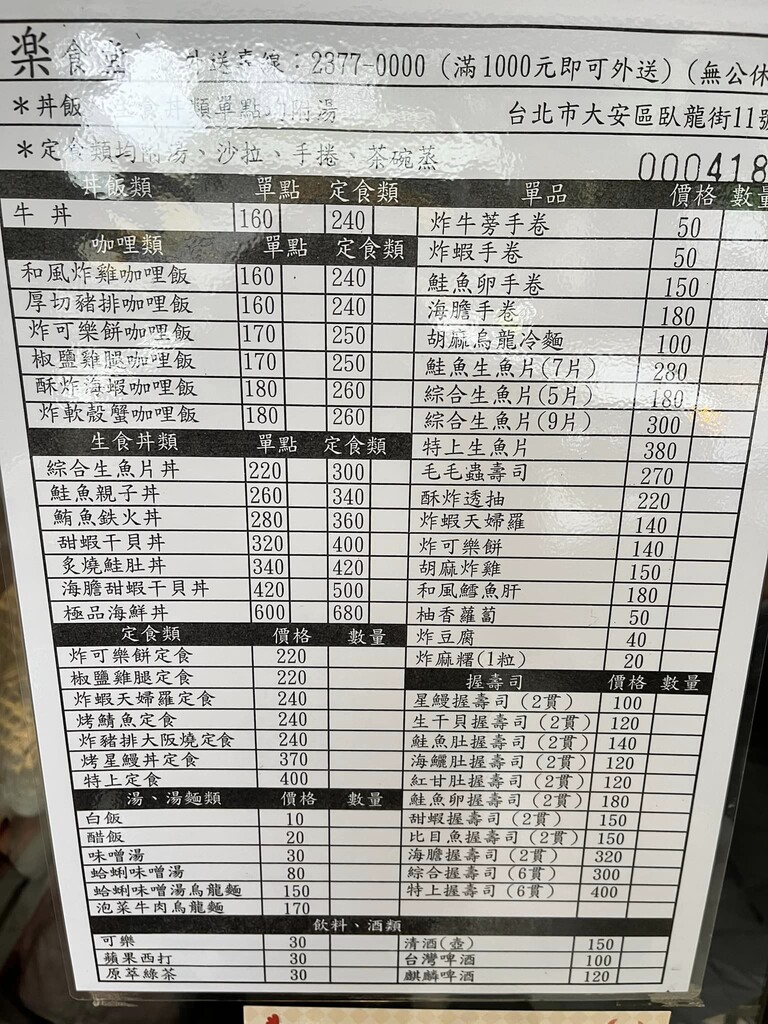 楽食堂 外送專線：2377-0000 (滿1000元即可外送) (無公休
*丼飯、生食丼類單點均附湯 台北市大安區臥龍街11號
*定食類均附湯、沙拉、手捲、茶碗蒸 000418
丼飯類 單點 定食類
牛丼 160 240
咖哩類 單點 定食類
和風炸雞咖哩飯 160 240
厚切豬排咖哩飯 160 240
炸可樂餅咖哩飯 170 250
椒鹽雞腿咖哩飯 170 250
酥炸海蝦咖哩飯 180 260
炸軟殼蟹咖哩飯 180 260
生食丼類 單點 定食類
綜合生魚片丼 220 300
鮭魚親子丼 260 340
鮪魚鉄火丼 280 360
甜蝦干貝丼 320 400
炙燒鮭肚丼 340 420
海膽甜蝦干貝丼 420 500
極品海鮮丼 600 680
定食類 價格 數量
炸可樂餅定食 220
椒鹽雞腿定食 220
炸蝦天婦羅定食 240
烤鯖魚定食 240
炸豬排大阪燒定食 240
烤星鰻丼定食 370
特上定食 400
湯、湯麵類 價格 數量
白飯 10
醋飯 20
味噌湯 30
蛤蜊味噌湯 80
蛤蜊味噌湯烏龍麵 150
泡菜牛肉烏龍麵 170
單品 價格 數量
炸牛蒡手卷 50
炸蝦手卷 50
鮭魚卵手卷 150
海膽手卷 180
胡麻烏龍冷麵 100
鮭魚生魚片(7片) 280
綜合生魚片(5片) 180
綜合生魚片(9片) 300
特上生魚片 380
毛毛蟲壽司 270
酥炸透抽 220
炸蝦天婦羅 140
炸可樂餅 140
胡麻炸雞 150
和風鱈魚肝 180
柚香蘿蔔 50
炸豆腐 40
炸麻糬(1粒) 20
握壽司 價格 數量
星鰻握壽司(2貫) 100
生干貝握壽司(2貫) 120
鮭魚肚握壽司(2貫) 140
海鱺肚握壽司(2貫) 120
紅甘肚握壽司(2貫) 120
鮭魚卵握壽司(2貫) 180
甜蝦握壽司(2貫) 150
比目魚握壽司(2貫) 150
海膽握壽司(2貫) 320
綜合握壽司(6貫) 300
特上握壽司(6貫) 400
飲料、酒類
可樂 30 清酒(壺) 150
蘋果西打 30 台灣啤酒 100
原萃綠茶 30 麒麟啤酒 120